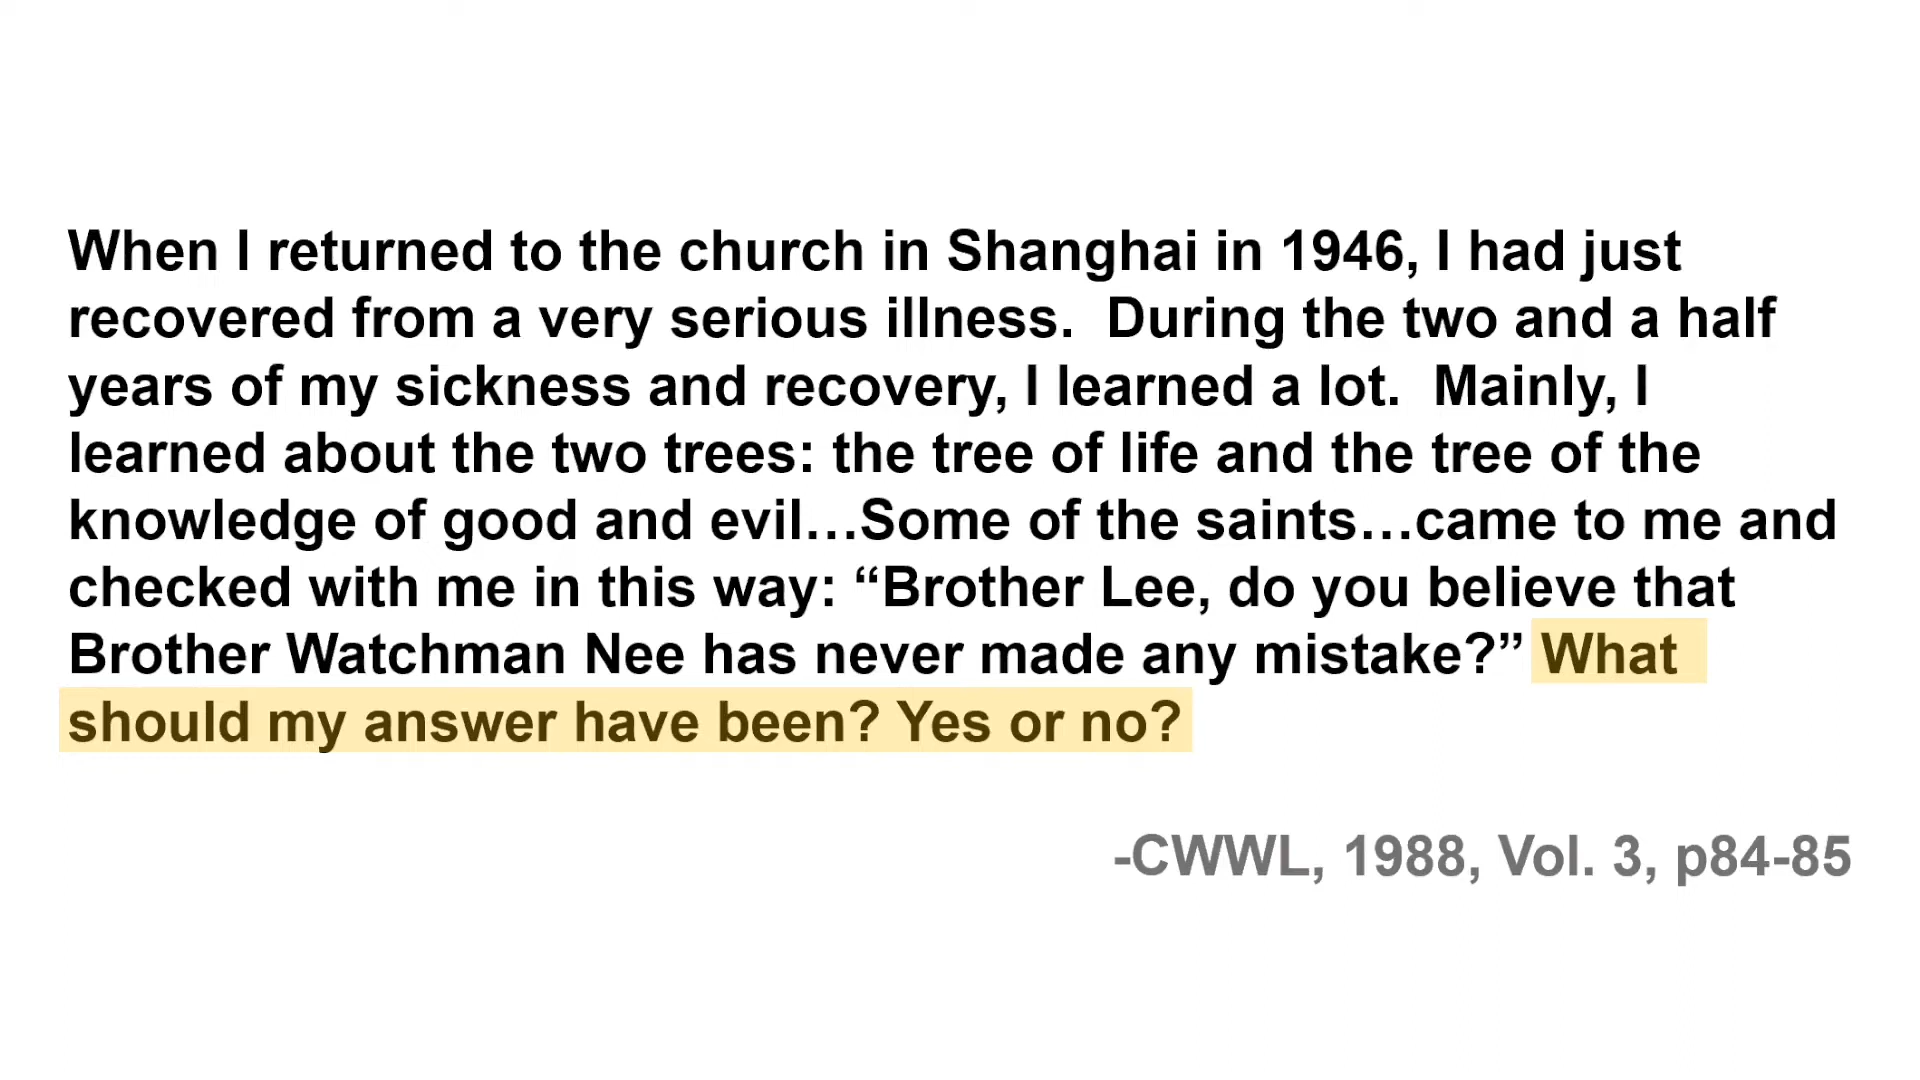 When I returned to the church in Shanghai in 1946, I had just
recovered from a very serious illness.  During the two and a half
years of my sickness and recovery, I learned a lot.  Mainly, I
learned about the two trees: the tree of life and the tree of the
knowledge of good and evil…Some of the saints…came to me and
checked with me in this way: “Brother Lee, do you believe that
Brother Watchman Nee has never made any mistake?” What
should my answer have been? Yes or no?
-CWWL, 1988, Vol. 3, p84-85